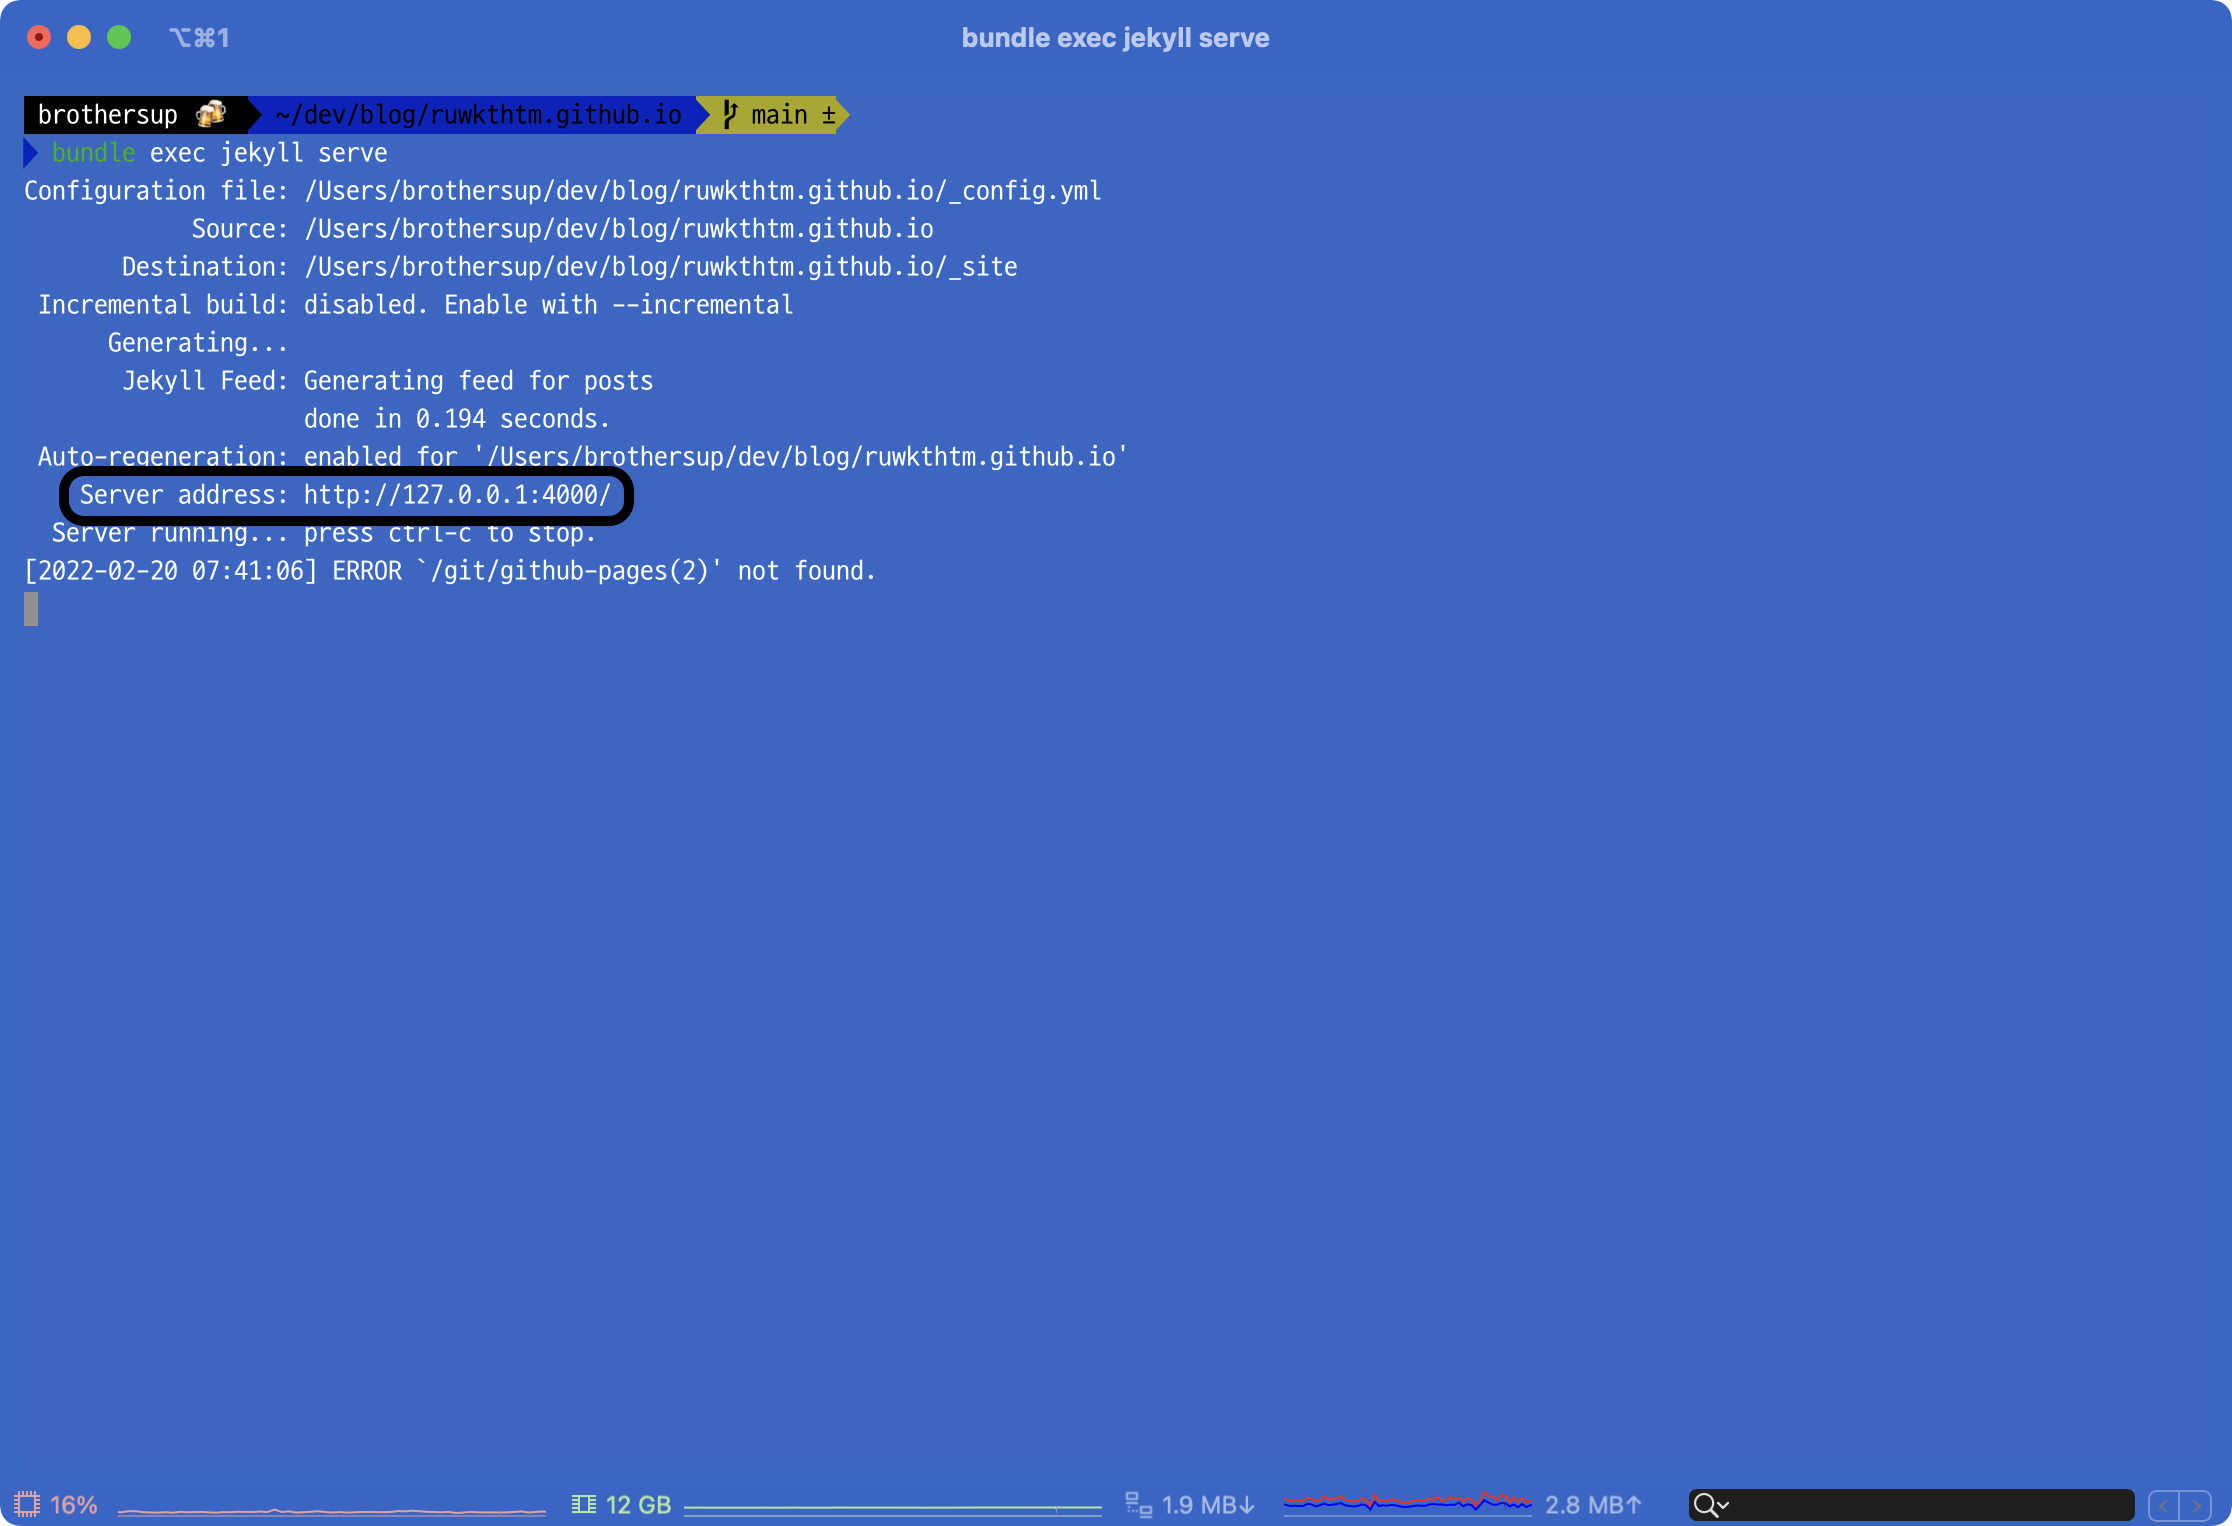 ⌥⌘1
bundle exec jekyll serve
brothersup 🍻 ~/dev/blog/ruwkthtm.github.io main ±
bundle exec jekyll serve
Configuration file: /Users/brothersup/dev/blog/ruwkthtm.github.io/_config.yml
Source: /Users/brothersup/dev/blog/ruwkthtm.github.io
Destination: /Users/brothersup/dev/blog/ruwkthtm.github.io/_site
Incremental build: disabled. Enable with --incremental
Generating...
Jekyll Feed: Generating feed for posts
done in 0.194 seconds.
Auto-regeneration: enabled for '/Users/brothersup/dev/blog/ruwkthtm.github.io'
Server address: http://127.0.0.1:4000/
Server running... press ctrl-c to stop.
[2022-02-20 07:41:06] ERROR `/git/github-pages(2)' not found.
16% 12 GB 1.9 MB↓ 2.8 MB↑